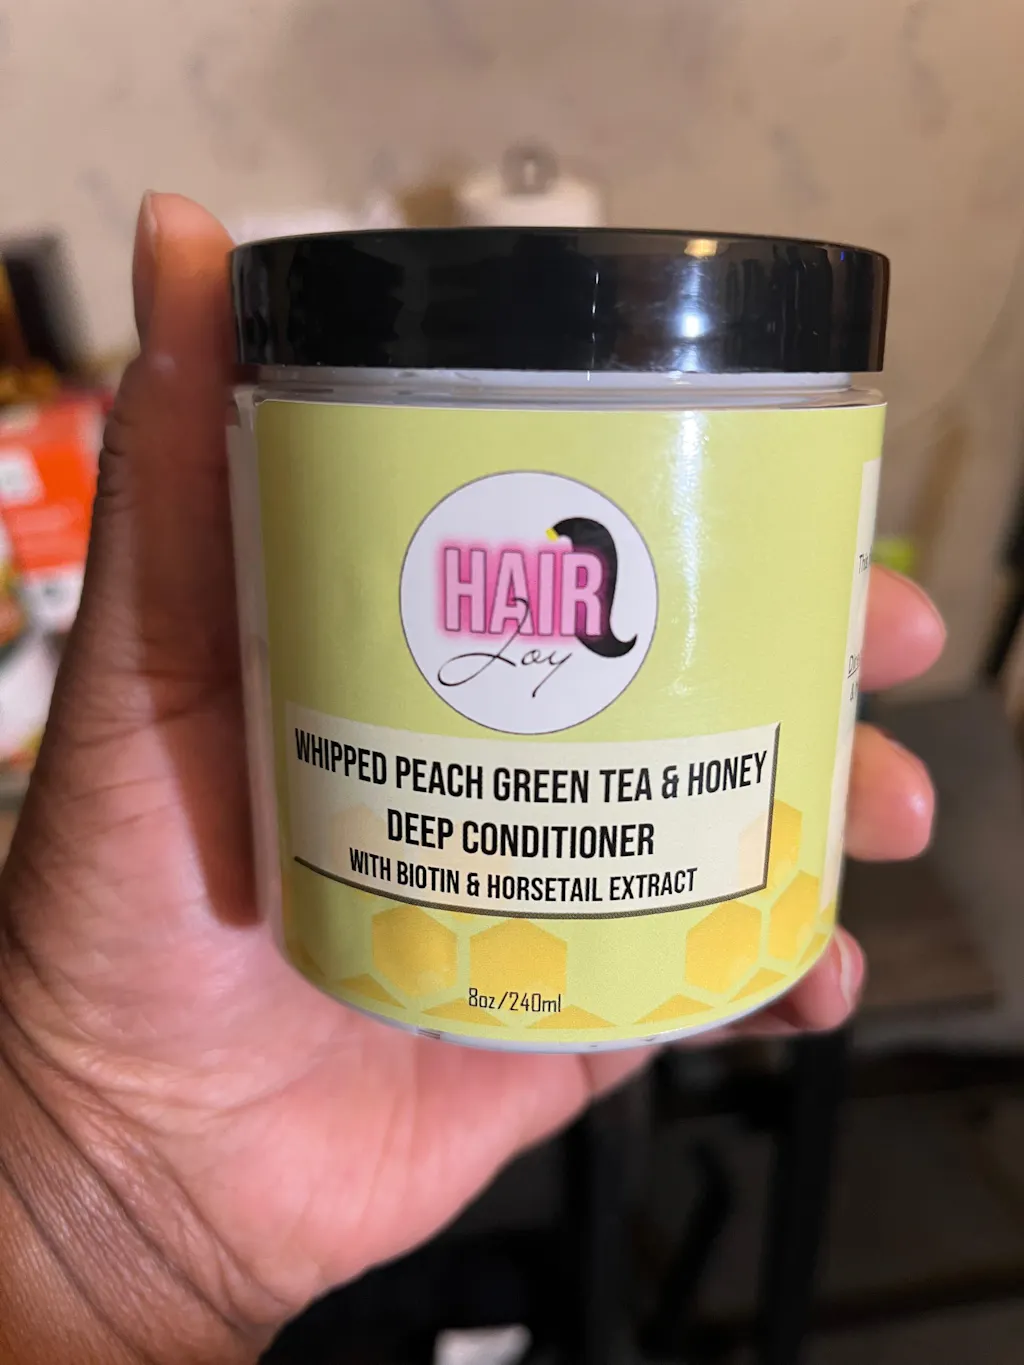 HAIR
Joy
WHIPPED PEACH GREEN TEA & HONEY
DEEP CONDITIONER
WITH BIOTIN & HORSETAIL EXTRACT
8oz/240ml